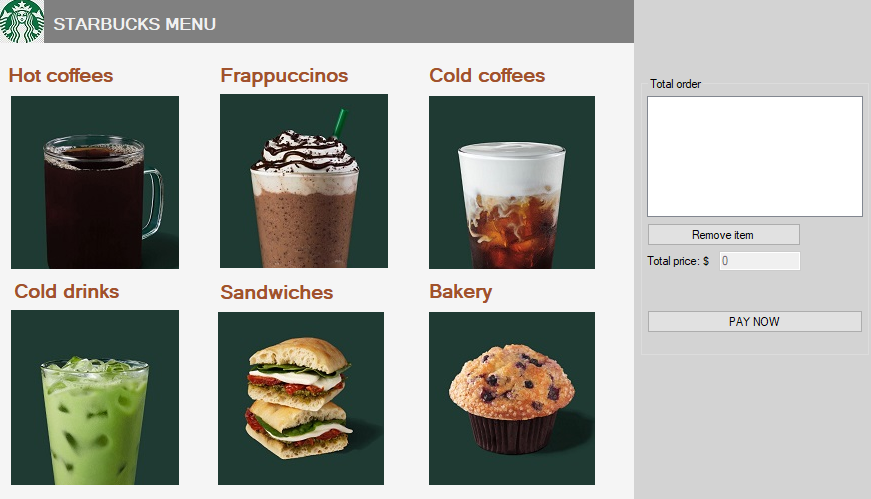 STARBUCKS MENU
Hot coffees
Frappuccinos
Cold coffees
Cold drinks
Sandwiches
Bakery
Total order
Remove item
Total price: $ 0
PAY NOW